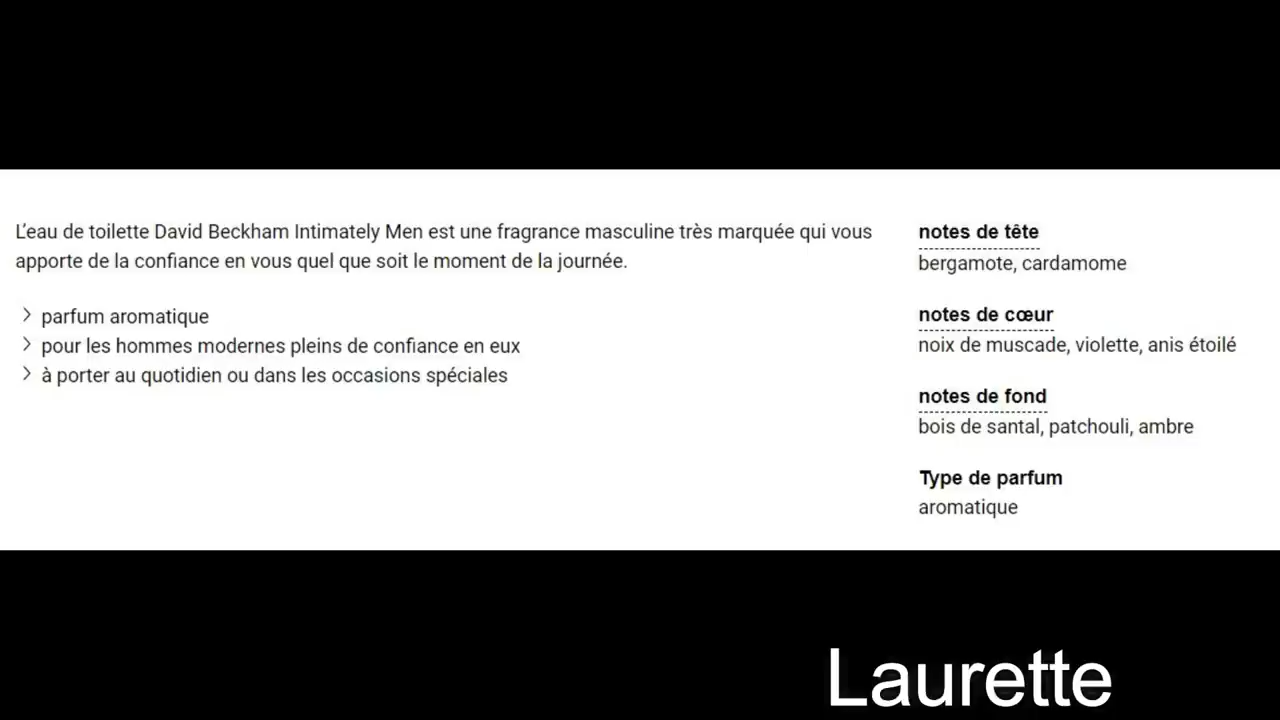 L'eau de toilette David Beckham Intimately Men est une fragrance masculine très marquée qui vous
apporte de la confiance en vous quel que soit le moment de la journée.
parfum aromatique
pour les hommes modernes pleins de confiance en eux
à porter au quotidien ou dans les occasions spéciales
notes de tête
bergamote, cardamome
notes de cœur
noix de muscade, violette, anis étoilé
notes de fond
bois de santal, patchouli, ambre
Type de parfum
aromatique
Laurette